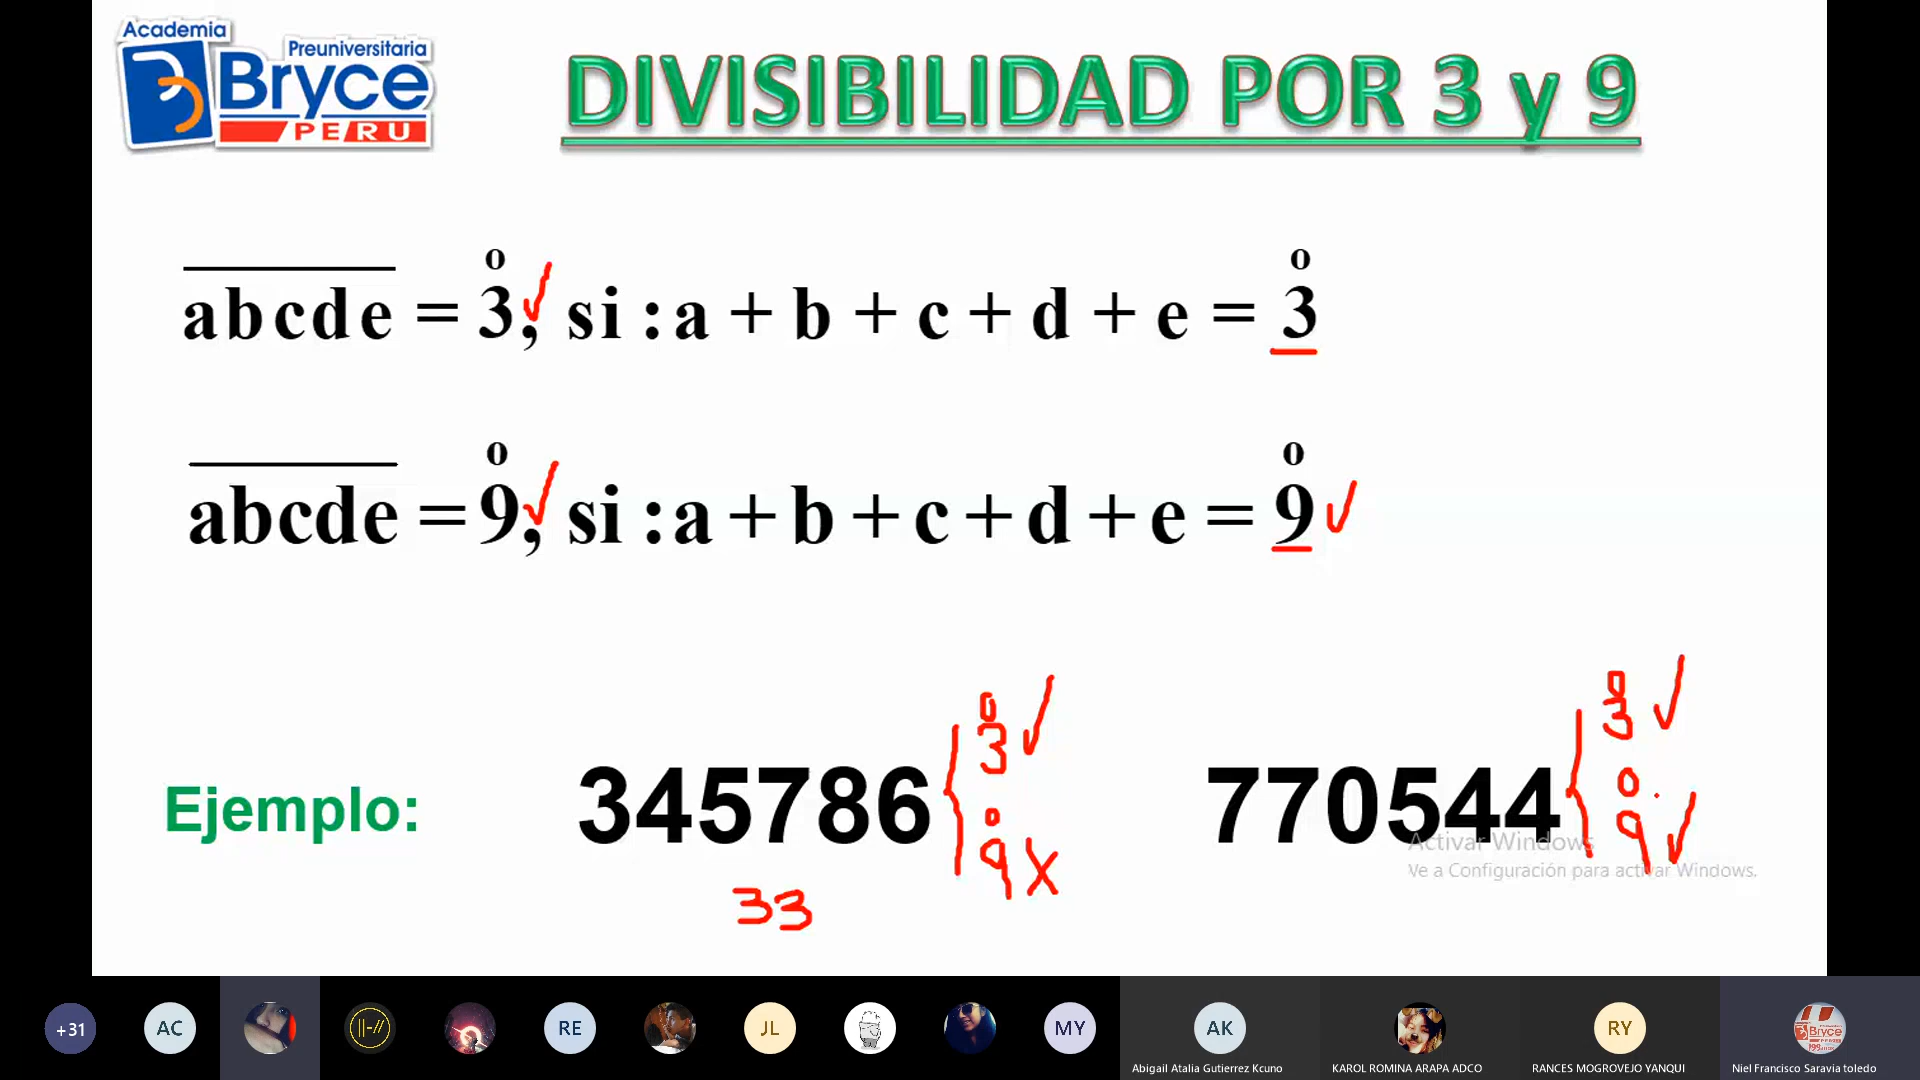 Academia
Preuniversitaria
Bryce
PERU
DIVISIBILIDAD POR 3 y 9
abcde = 3, si : a + b + c + d + e = 3
abcde = 9, si : a + b + c + d + e = 9
Ejemplo: 345786 { 3 ✓ 9 X 770544 { 3 ✓ 9 ✓
33
Activar Windows
Ve a Configuración para activar Windows.
+31 AC RE JL MY AK RY
Abigail Atalia Gutierrez Kcuno KAROL ROMINA ARAPA ADCO RANCES MOGROVEJO YANQUI Niel Francisco Saravia toledo